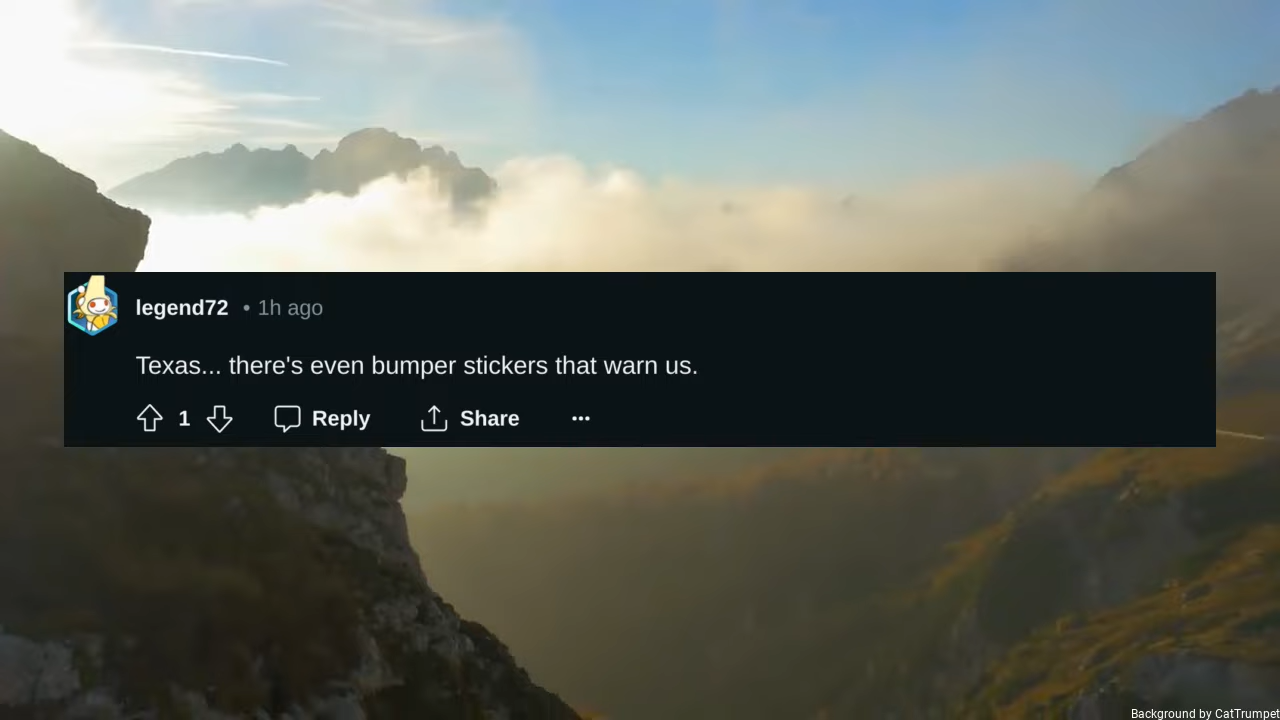 legend72 • 1h ago
Texas... there's even bumper stickers that warn us.
1 Reply Share ···
Background by CatTrumpet